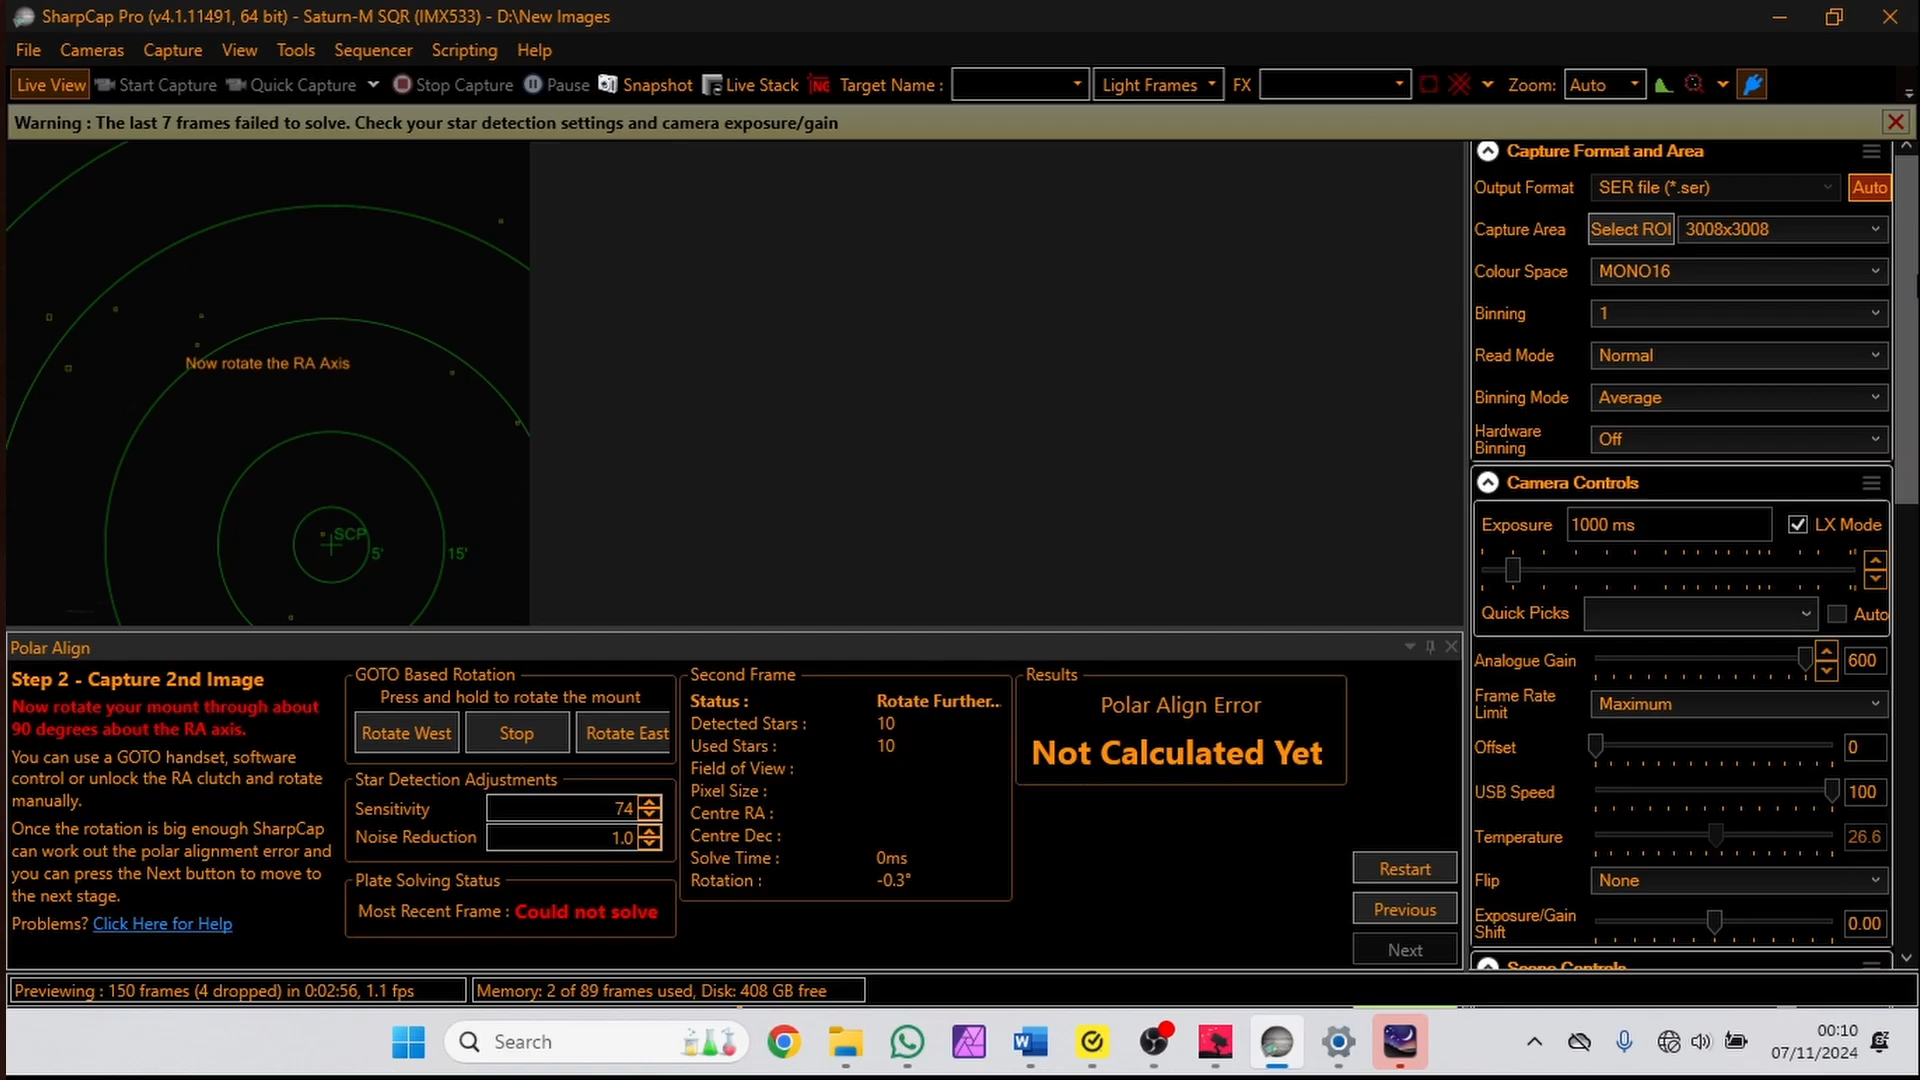 SharpCap Pro (v4.1.11491, 64 bit) - Saturn-M SQR (IMX533) - D:\New Images
File Cameras Capture View Tools Sequencer Scripting Help
Live View Start Capture Quick Capture Stop Capture Pause Snapshot Live Stack Target Name : Light Frames FX Zoom: Auto
Warning : The last 7 frames failed to solve. Check your star detection settings and camera exposure/gain
Now rotate the RA Axis
SCP
5'
15'
Capture Format and Area
Output Format SER file (*.ser) Auto
Capture Area Select ROI 3008x3008
Colour Space MONO16
Binning 1
Read Mode Normal
Binning Mode Average
Hardware Binning Off
Camera Controls
Exposure 1000 ms LX Mode
Quick Picks Auto
Analogue Gain 600
Frame Rate Limit Maximum
Offset 0
USB Speed 100
Temperature 26.6
Flip None
Exposure/Gain Shift 0.00
Polar Align
Step 2 - Capture 2nd Image
Now rotate your mount through about
90 degrees about the RA axis.
You can use a GOTO handset, software
control or unlock the RA clutch and rotate
manually.
Once the rotation is big enough SharpCap
can work out the polar alignment error and
you can press the Next button to move to
the next stage.
Problems? Click Here for Help
GOTO Based Rotation
Press and hold to rotate the mount
Rotate West Stop Rotate East
Star Detection Adjustments
Sensitivity 74
Noise Reduction 1.0
Plate Solving Status
Most Recent Frame : Could not solve
Second Frame
Status : Rotate Further...
Detected Stars : 10
Used Stars : 10
Field of View :
Pixel Size :
Centre RA :
Centre Dec :
Solve Time : 0ms
Rotation : -0.3°
Results
Polar Align Error
Not Calculated Yet
Restart
Previous
Next
Previewing : 150 frames (4 dropped) in 0:02:56, 1.1 fps
Memory: 2 of 89 frames used, Disk: 408 GB free
Search
00:10
07/11/2024